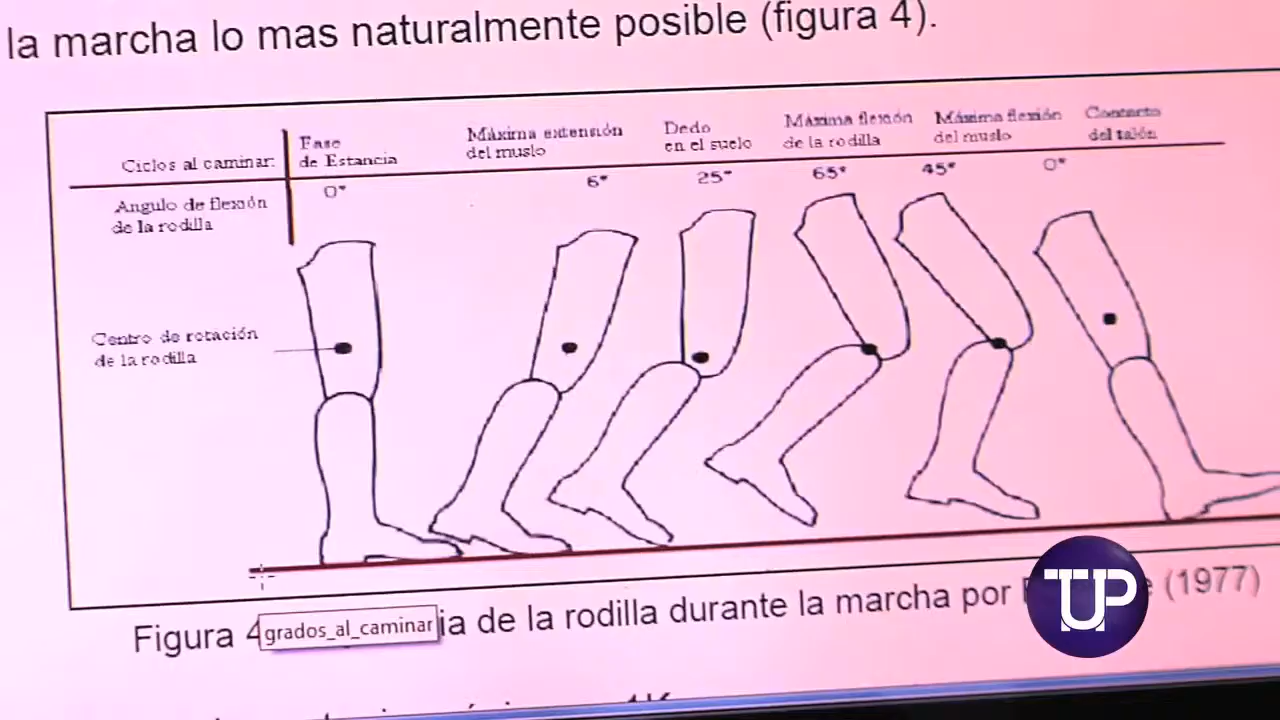 la marcha lo mas naturalmente posible (figura 4).
Ciclos al caminar:
Fase
de Estancia
Máxima extensión
del muslo
Dedo
en el suelo
Máxima flexión
de la rodilla
Máxima flexión
del muslo
Contacto
del talón
Angulo de flexión
de la rodilla
0°
6°
25°
65°
45°
0°
Centro de rotación
de la rodilla
Figura 4
grados_al_caminar
ia de la rodilla durante la marcha por
(1977)
TUP